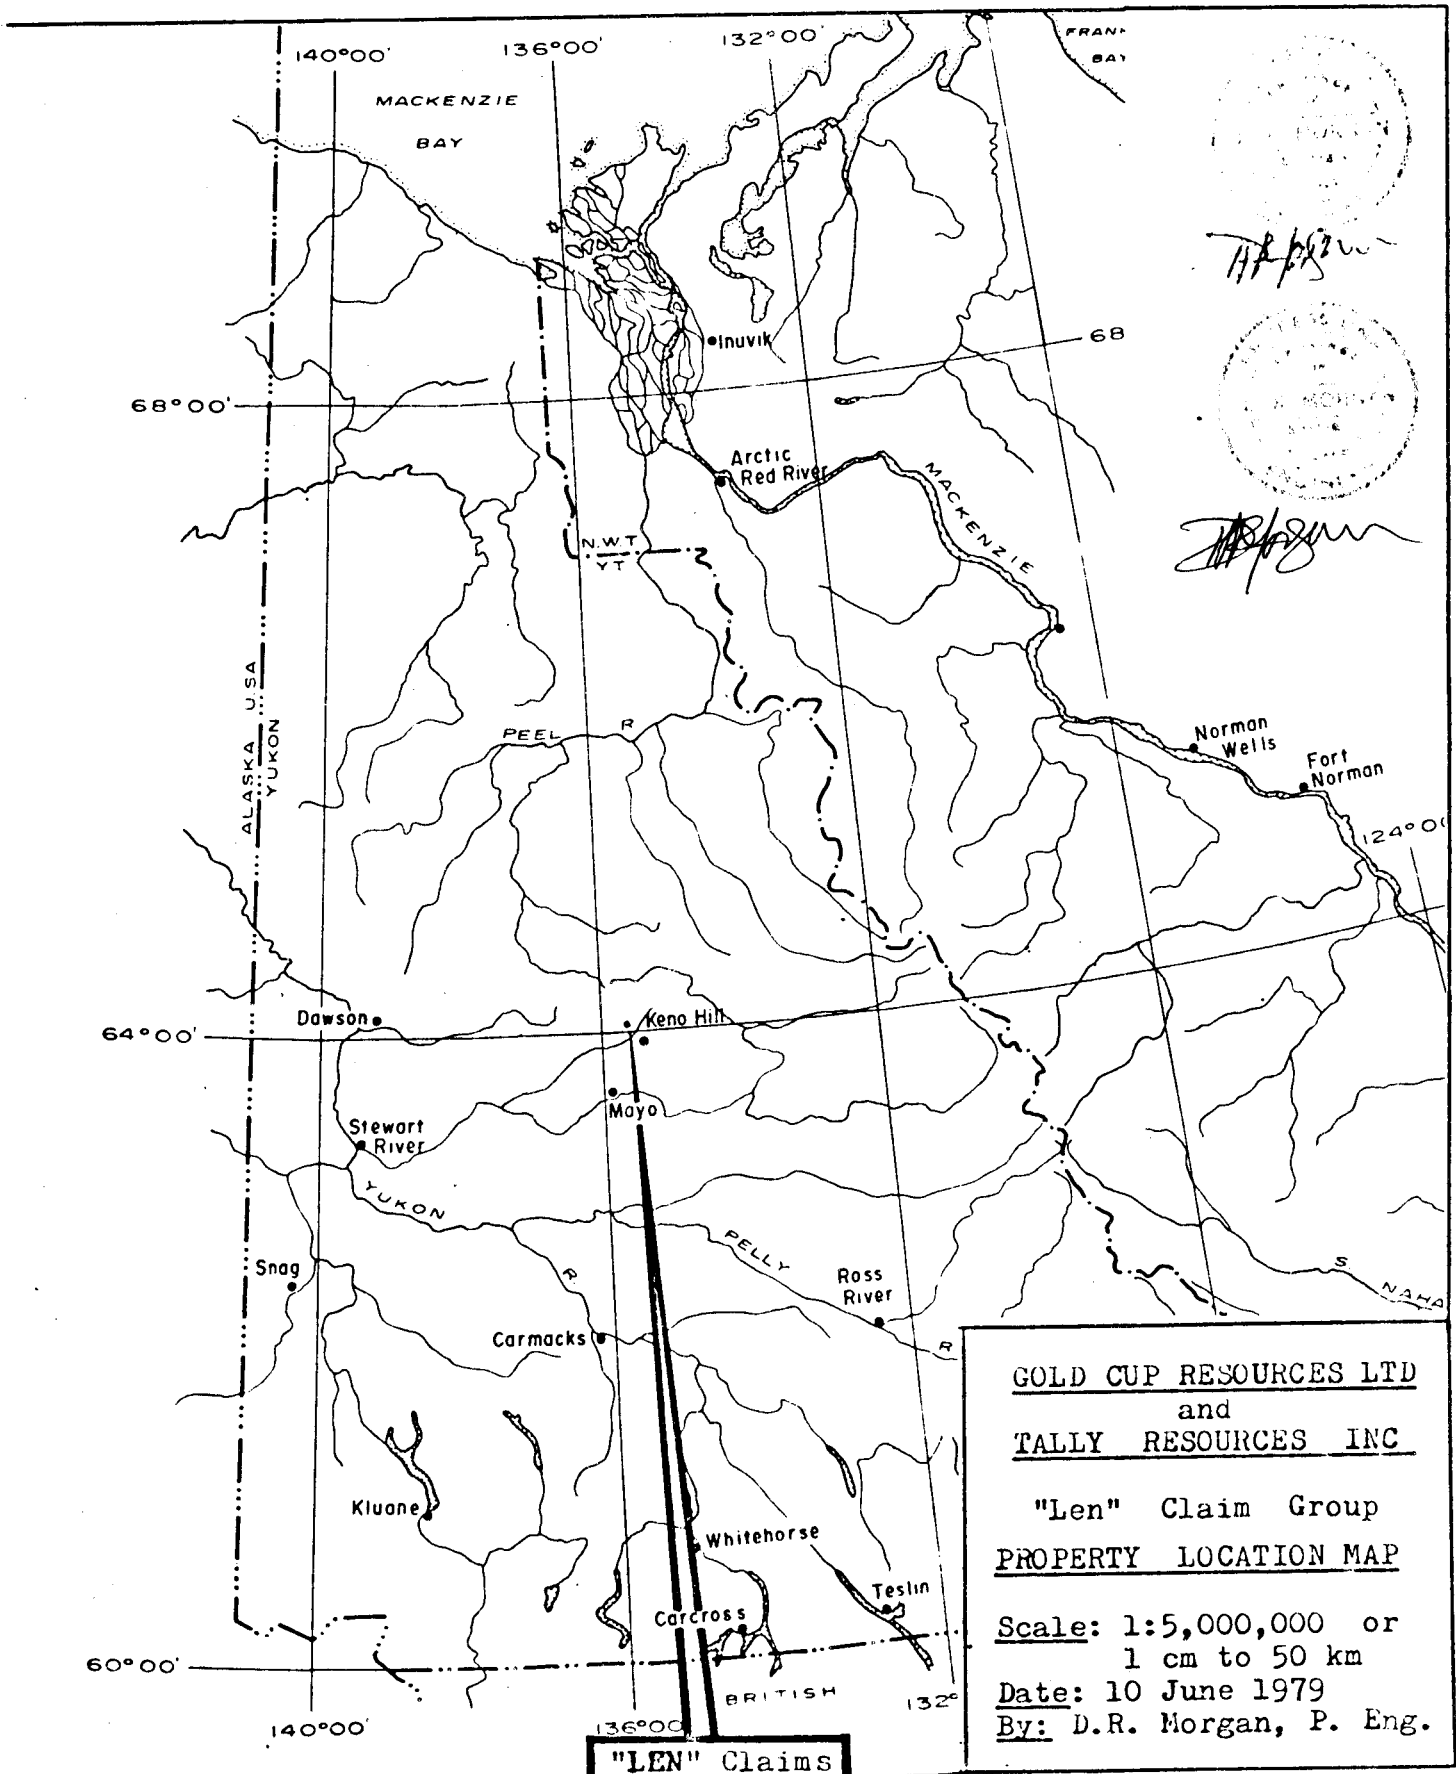 140°00'
136°00'
132°00'
MACKENZIE
BAY
Inuvik
68
68°00'
Arctic
Red River
MACKENZIE
N.W.T
YT
ALASKA U.S.A
YUKON
PEEL R
Norman
Wells
Fort
Norman
Dawson
64°00'
Keno Hill
Mayo
Stewart
River
YUKON
R
PELLY
R
Snag
Ross
River
Carmacks
S
NAHA
Kluane
Whitehorse
Teslin
Carcross
60°00'
BRITISH
140°00'
136°00
132°
"LEN" Claims
GOLD CUP RESOURCES LTD
and
TALLY RESOURCES INC
"Len" Claim Group
PROPERTY LOCATION MAP
Scale: 1:5,000,000 or
1 cm to 50 km
Date: 10 June 1979
By: D.R. Morgan, P. Eng.